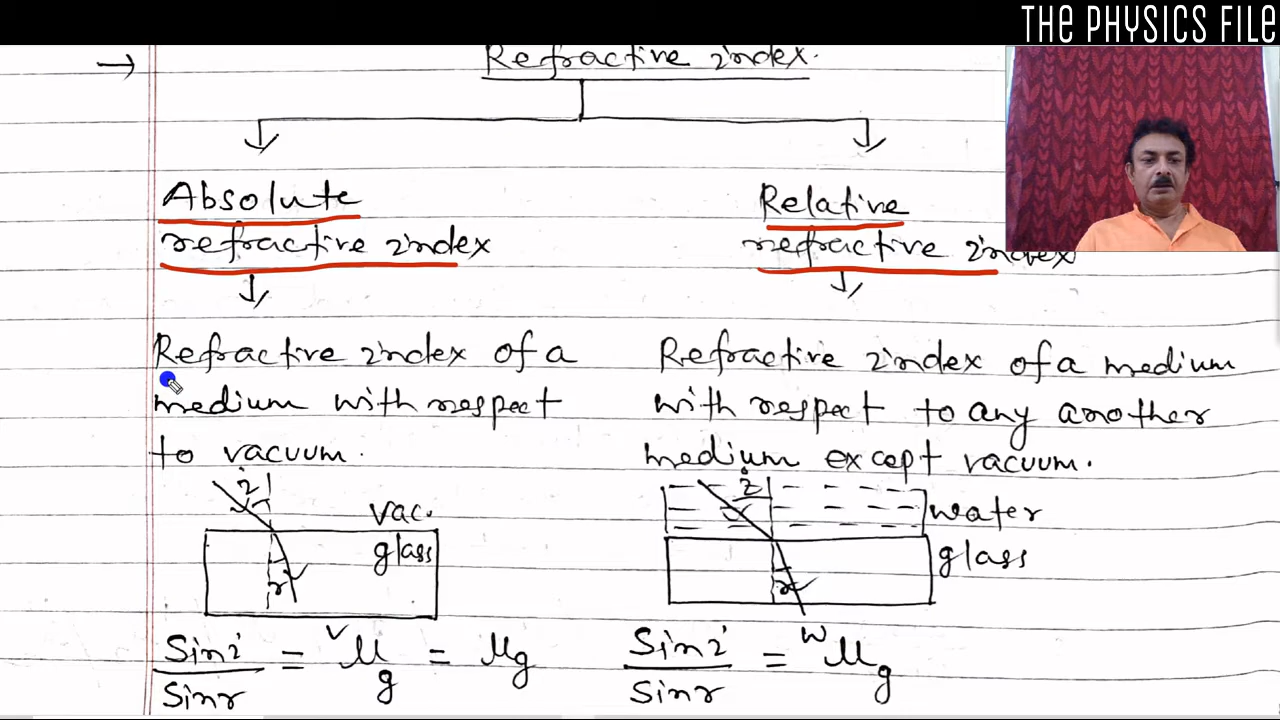 THE PHYSICS FILE
→ Refractive index.
Absolute
refractive index
Relative
refractive index
Refractive index of a
medium with respect
to vacuum.
Refractive index of a medium
with respect to any another
medium except vacuum.
i
vac.
glass
r
i
water
glass
r
Sin i / Sin r = ᵛμg = μg
Sin i / Sin r = ʷμg